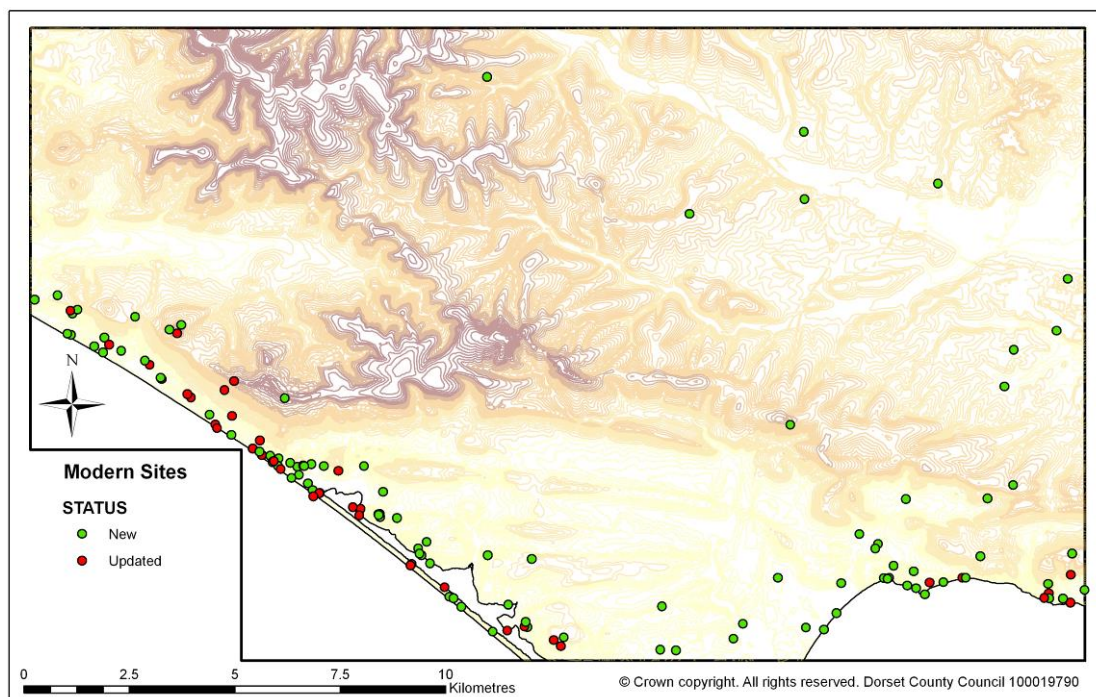 N
Modern Sites
STATUS
New
Updated
0 2.5 5 7.5 10
Kilometres
© Crown copyright. All rights reserved. Dorset County Council 100019790